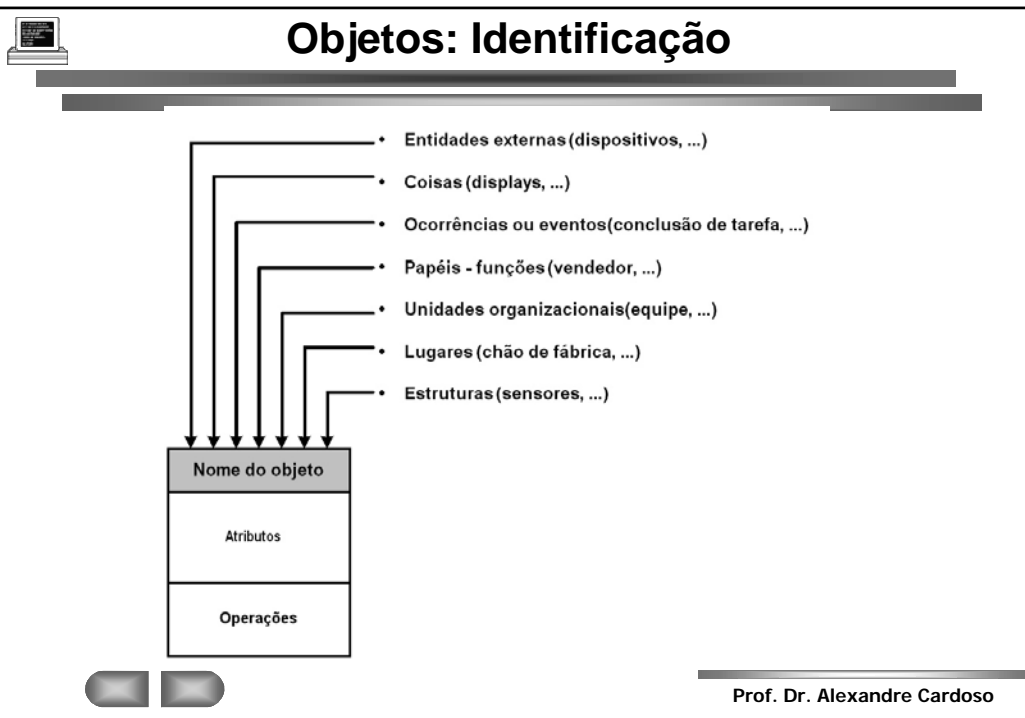 Objetos: Identificação
• Entidades externas (dispositivos, ...)
• Coisas (displays, ...)
• Ocorrências ou eventos(conclusão de tarefa, ...)
• Papéis - funções (vendedor, ...)
• Unidades organizacionais(equipe, ...)
• Lugares (chão de fábrica, ...)
• Estruturas (sensores, ...)
Nome do objeto
Atributos
Operações
Prof. Dr. Alexandre Cardoso